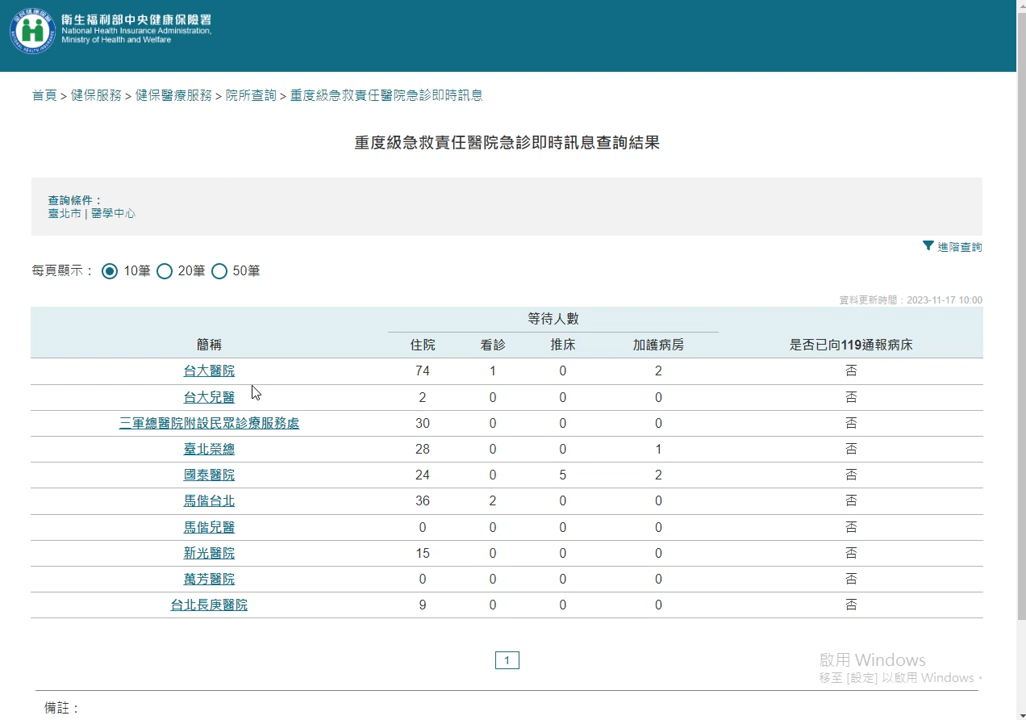 衛生福利部中央健康保險署
National Health Insurance Administration,
Ministry of Health and Welfare
首頁 > 健保服務 > 健保醫療服務 > 院所查詢 > 重度級急救責任醫院急診即時訊息
重度級急救責任醫院急診即時訊息查詢結果
查詢條件：
臺北市 | 醫學中心
進階查詢
每頁顯示： 10筆 20筆 50筆
資料更新時間：2023-11-17 10:00
等待人數
簡稱 住院 看診 推床 加護病房 是否已向119通報病床
台大醫院 74 1 0 2 否
台大兒醫 2 0 0 0 否
三軍總醫院附設民眾診療服務處 30 0 0 0 否
臺北榮總 28 0 0 1 否
國泰醫院 24 0 5 2 否
馬偕台北 36 2 0 0 否
馬偕兒醫 0 0 0 0 否
新光醫院 15 0 0 0 否
萬芳醫院 0 0 0 0 否
台北長庚醫院 9 0 0 0 否
1
啟用 Windows
移至 [設定] 以啟用 Windows。
備註：